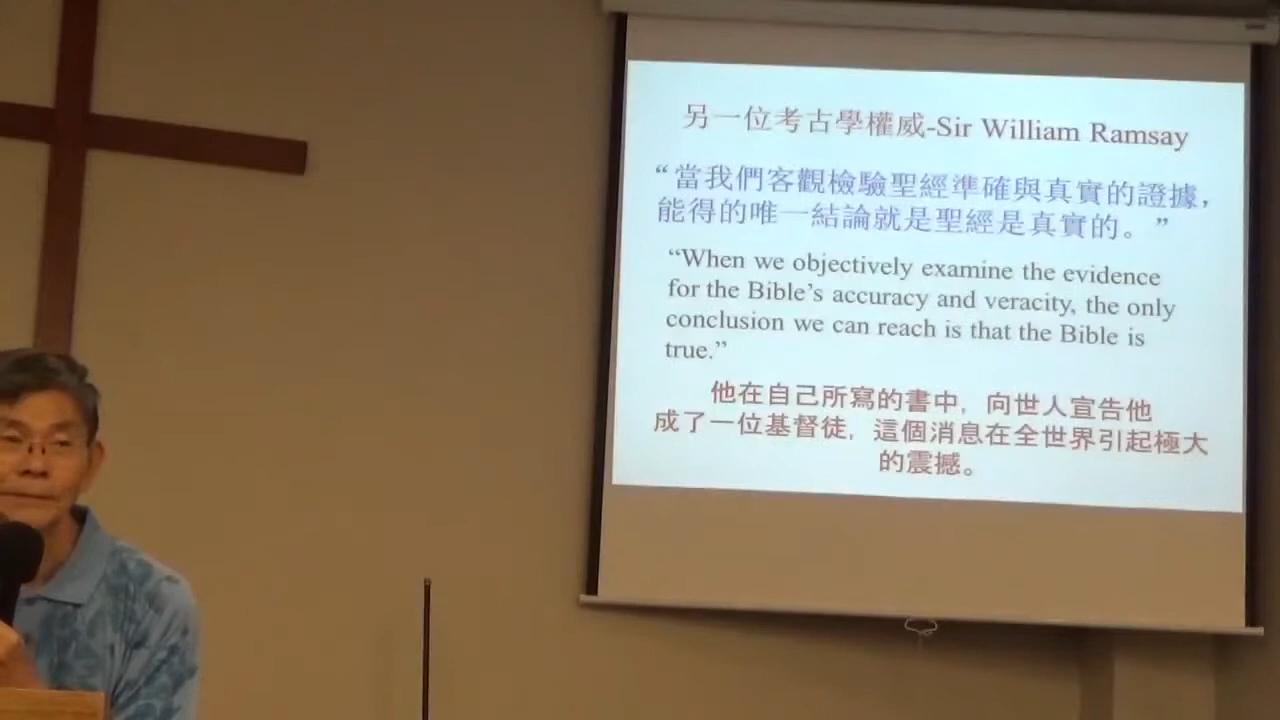 另一位考古學權威-Sir William Ramsay
“當我們客觀檢驗聖經準確與真實的證據，
能得的唯一結論就是聖經是真實的。”
“When we objectively examine the evidence
for the Bible’s accuracy and veracity, the only
conclusion we can reach is that the Bible is
true.”
他在自己所寫的書中，向世人宣告他
成了一位基督徒，這個消息在全世界引起極大
的震撼。